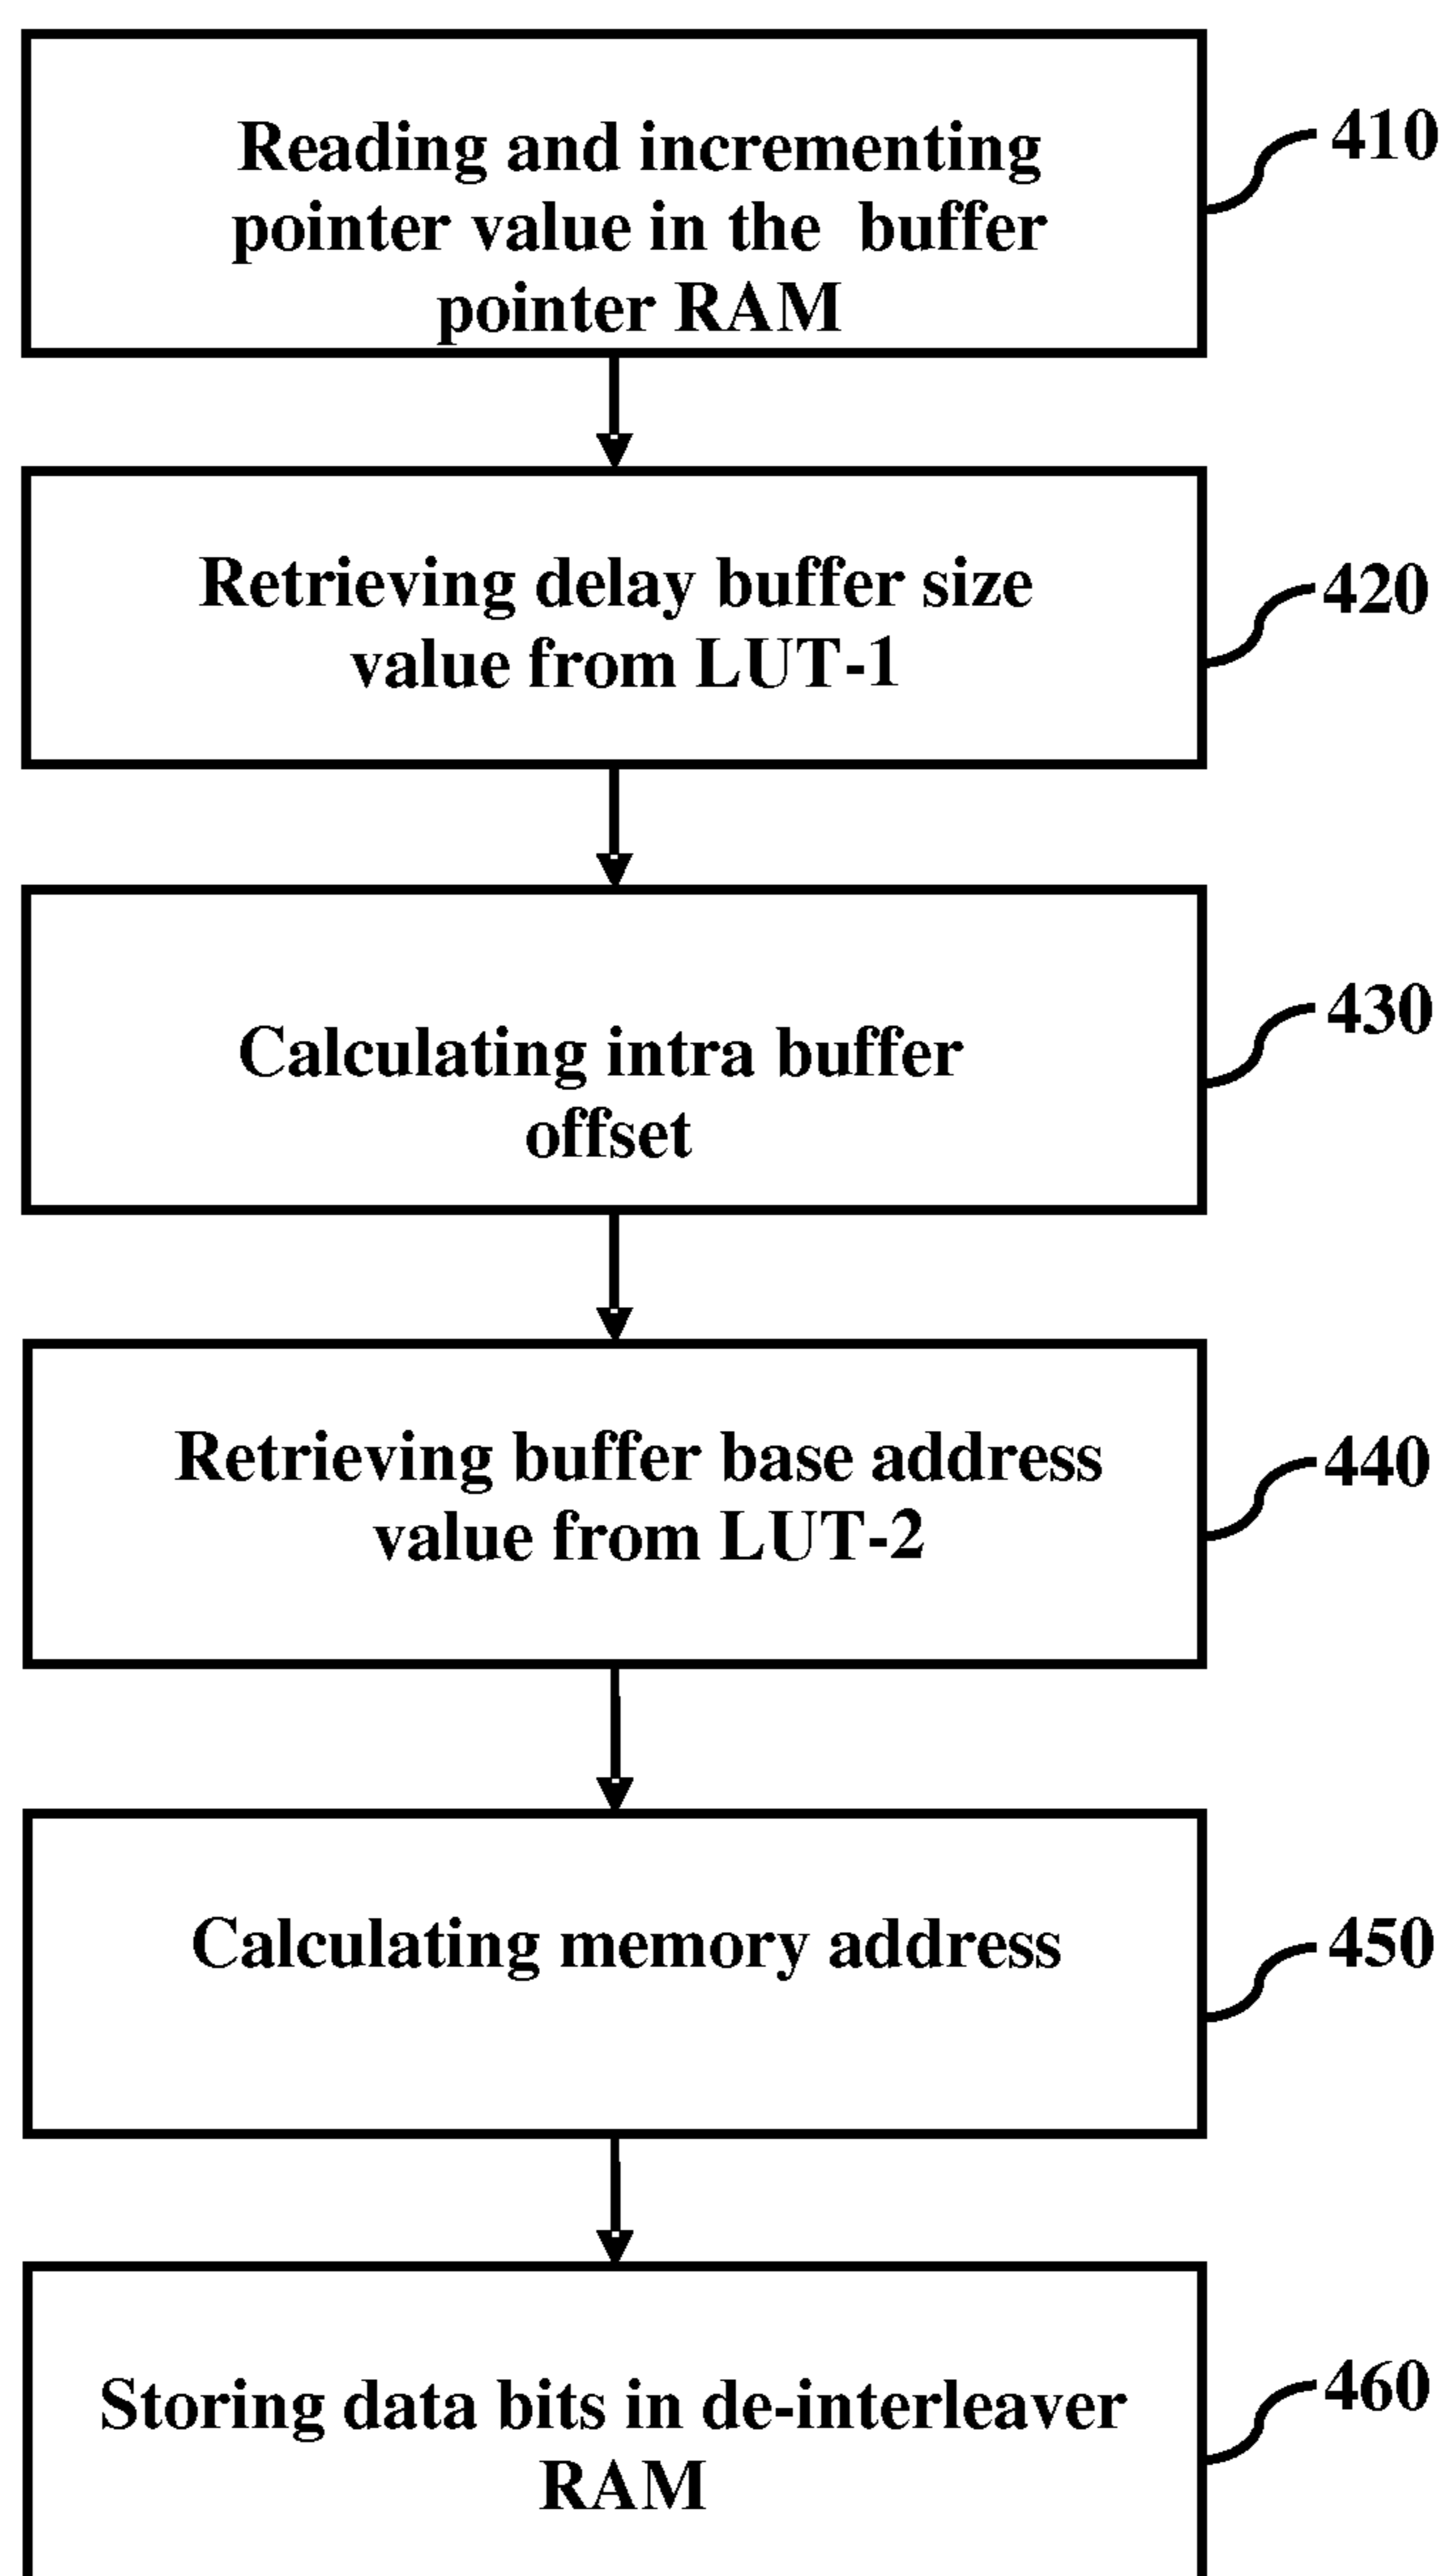 Reading and incrementing
pointer value in the buffer
pointer RAM
410
Retrieving delay buffer size
value from LUT-1
420
Calculating intra buffer
offset
430
Retrieving buffer base address
value from LUT-2
440
Calculating memory address
450
Storing data bits in de-interleaver
RAM
460